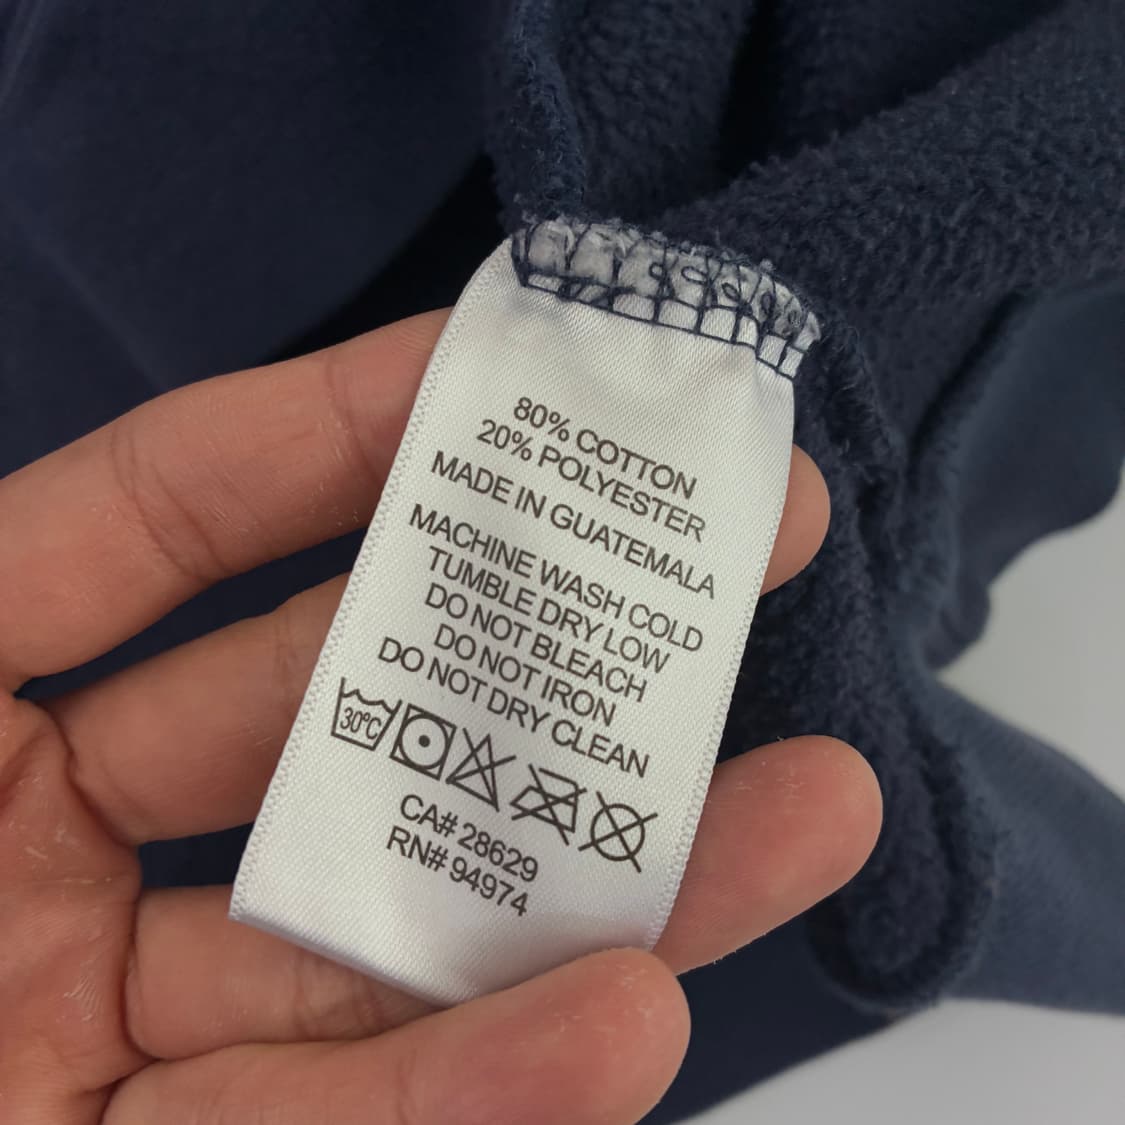 80% COTTON
20% POLYESTER
MADE IN GUATEMALA
MACHINE WASH COLD
TUMBLE DRY LOW
DO NOT BLEACH
DO NOT IRON
DO NOT DRY CLEAN
30°C
CA# 28629
RN# 94974